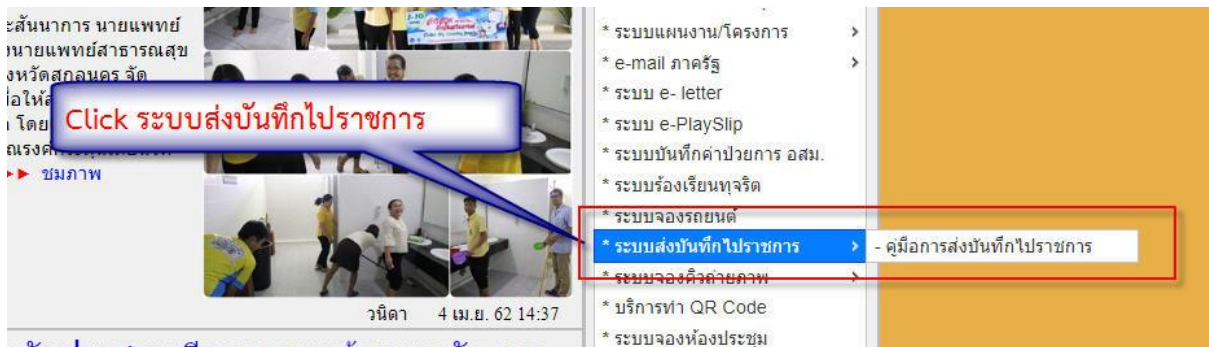 ะสันนาการ นายแพทย์
งนายแพทย์สาธารณสุข
งหวัดสกลนคร จัด
โดย
▶▶ ชมภาพ
Click ระบบส่งบันทึกไปราชการ
วนิดา 4 เม.ย. 62 14:37
* ระบบแผนงาน/โครงการ >
* e-mail ภาครัฐ >
* ระบบ e- letter
* ระบบ e-PlaySlip
* ระบบบันทึกค่าป่วยการ อสม.
* ระบบร้องเรียนทุจริต
* ระบบจองรถยนต์
* ระบบส่งบันทึกไปราชการ >
- คู่มือการส่งบันทึกไปราชการ
* ระบบจองคิวถ่ายภาพ >
* บริการทำ QR Code
* ระบบจองห้องประชุม